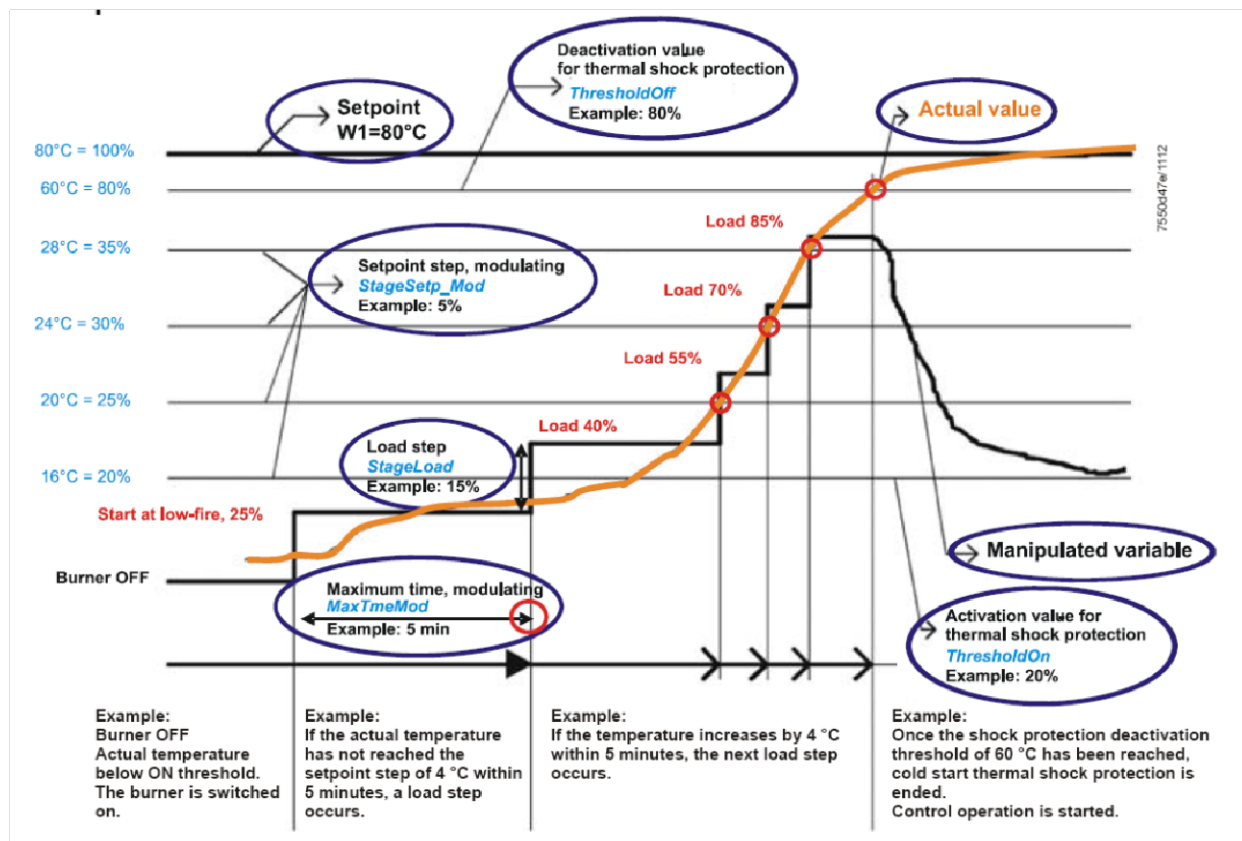 Deactivation value
for thermal shock protection
ThresholdOff
Example: 80%
Setpoint
W1=80°C
Actual value
80°C = 100%
60°C = 80%
7550d47e/1112
Load 85%
28°C = 35%
Setpoint step, modulating
StageSetp_Mod
Example: 5%
Load 70%
24°C = 30%
Load 55%
20°C = 25%
Load 40%
Load step
StageLoad
Example: 15%
16°C = 20%
Start at low-fire, 25%
Manipulated variable
Burner OFF
Maximum time, modulating
MaxTmeMod
Example: 5 min
Activation value for
thermal shock protection
ThresholdOn
Example: 20%
Example:
Burner OFF
Actual temperature
below ON threshold.
The burner is switched
on.
Example:
If the actual temperature
has not reached the
setpoint step of 4 °C within
5 minutes, a load step
occurs.
Example:
If the temperature increases by 4 °C
within 5 minutes, the next load step
occurs.
Example:
Once the shock protection deactivation
threshold of 60 °C has been reached,
cold start thermal shock protection is
ended.
Control operation is started.